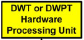 DWT or DWPT
Hardware
Processing Unit